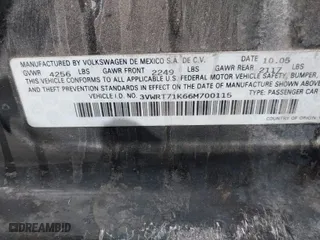 MANUFACTURED BY VOLKSWAGEN DE MEXICO S.A. DE C.V. DATE 10.05
GVWR 4256 LBS GAWR FRONT 2249 LBS GAWR REAR 2117 LBS
THIS VEHICLE CONFORMS TO ALL APPLICABLE U.S. FEDERAL MOTOR VEHICLE SAFETY, BUMPER,
AND THEFT PREVENTION STANDARDS IN EFFECT ON THE DATE OF MANUFACTURE SHOWN ABOVE.
VEHICLE I.D. NO. 3VWRT71K66M700115 TYPE: PASSENGER CAR
© DREAMBID